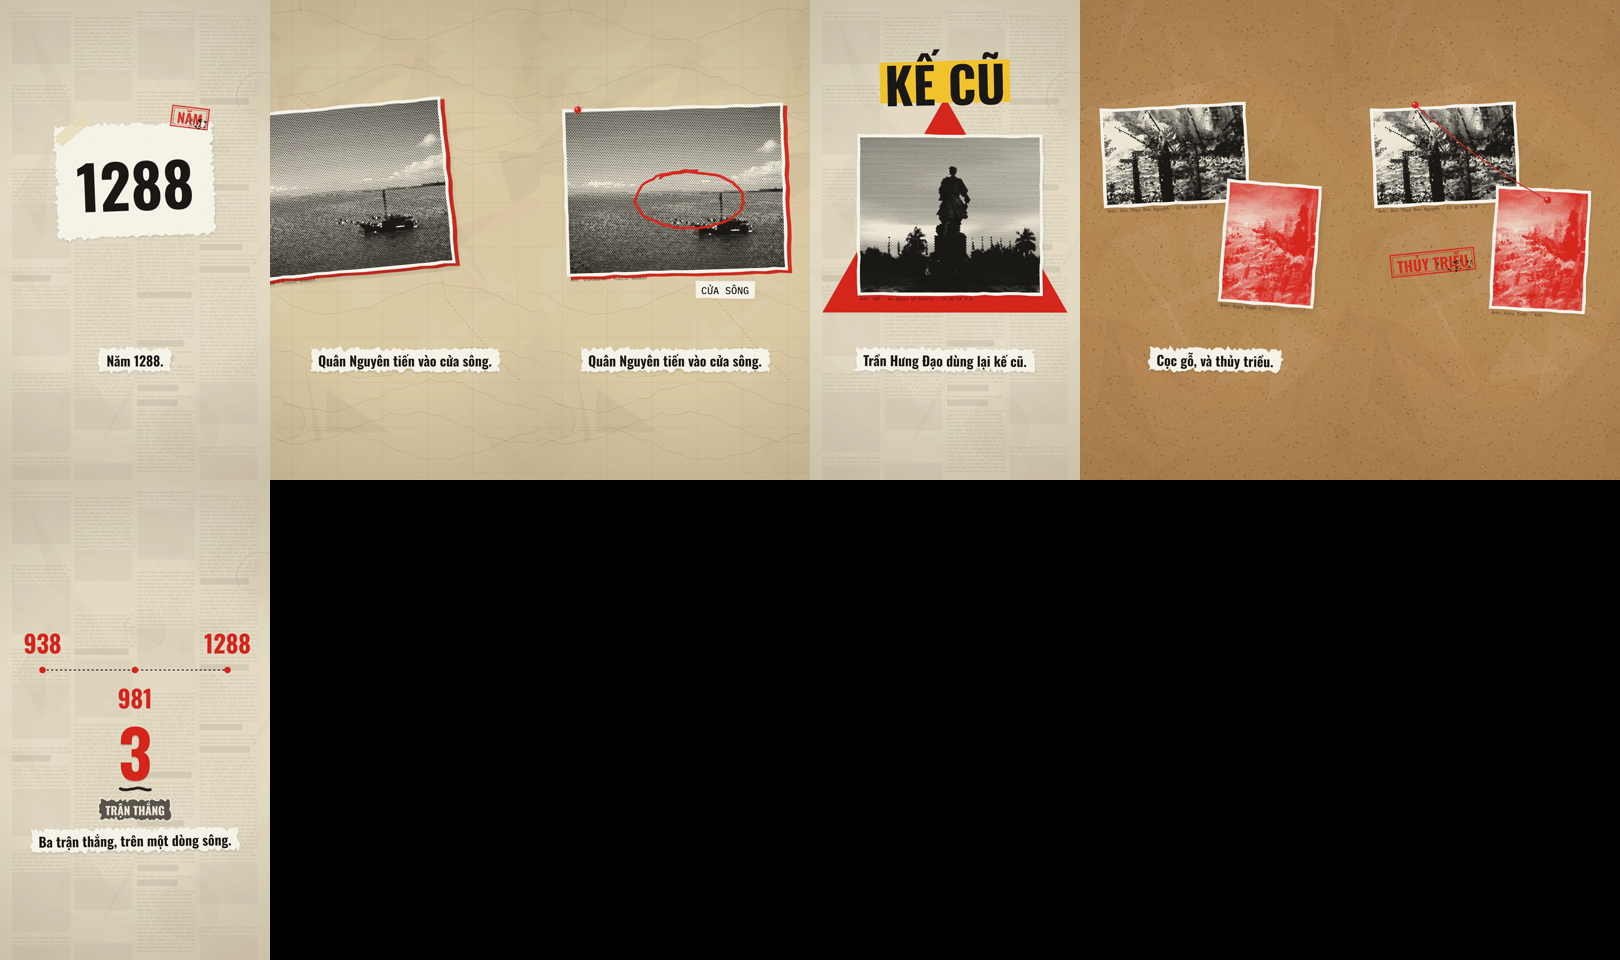 NĂM
1288
Năm 1288.
Quân Nguyên tiến vào cửa sông.
CỬA SÔNG
Quân Nguyên tiến vào cửa sông.
KẾ CŨ
Trần Hưng Đạo dùng lại kế cũ.
Cọc gỗ, và thủy triều.
THỦY TRIỀU
938
1288
981
3
TRẬN THẮNG
Ba trận thắng, trên một dòng sông.